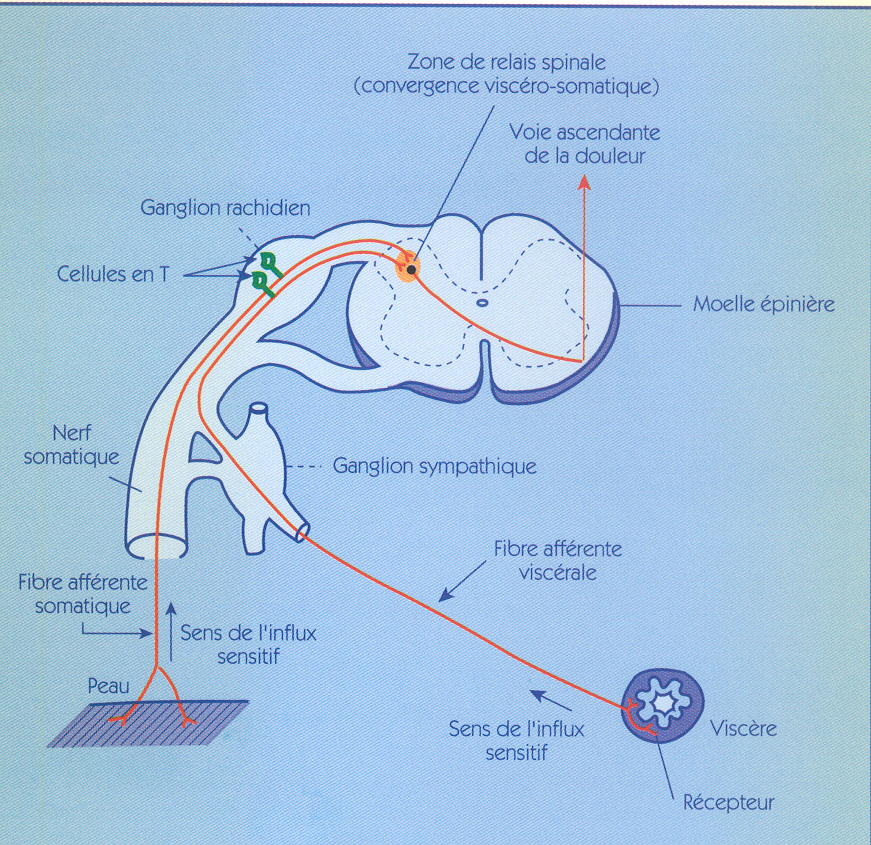 Zone de relais spinale
(convergence viscéro-somatique)
Voie ascendante
de la douleur
Ganglion rachidien
Cellules en T
Moelle épinière
Nerf
somatique
Ganglion sympathique
Fibre afférente
viscérale
Fibre afférente
somatique
Sens de l'influx
sensitif
Peau
Sens de l'influx
sensitif
Viscère
Récepteur